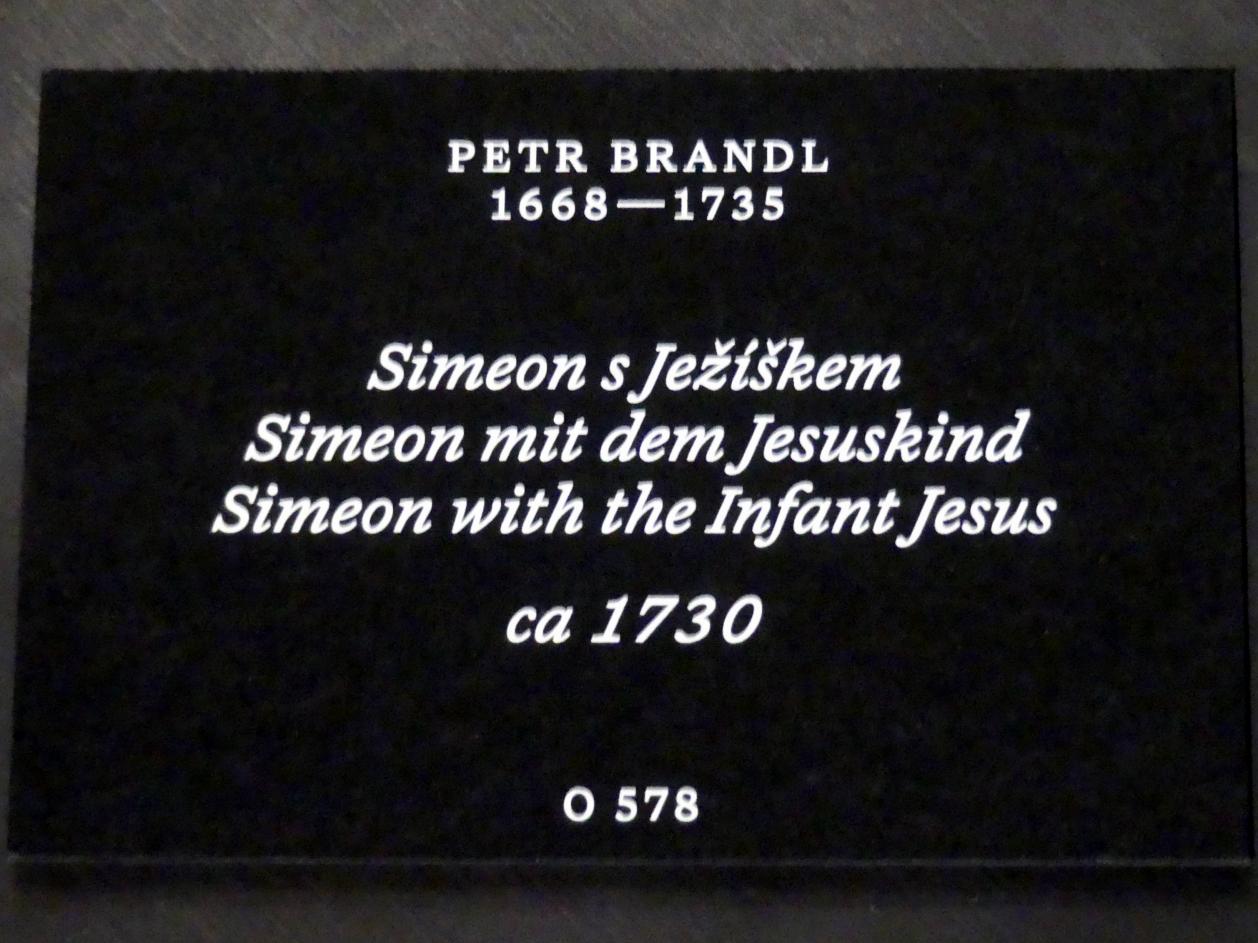 PETR BRANDL
1668—1735
Simeon s Ježíškem
Simeon mit dem Jesuskind
Simeon with the Infant Jesus
ca 1730
O 578